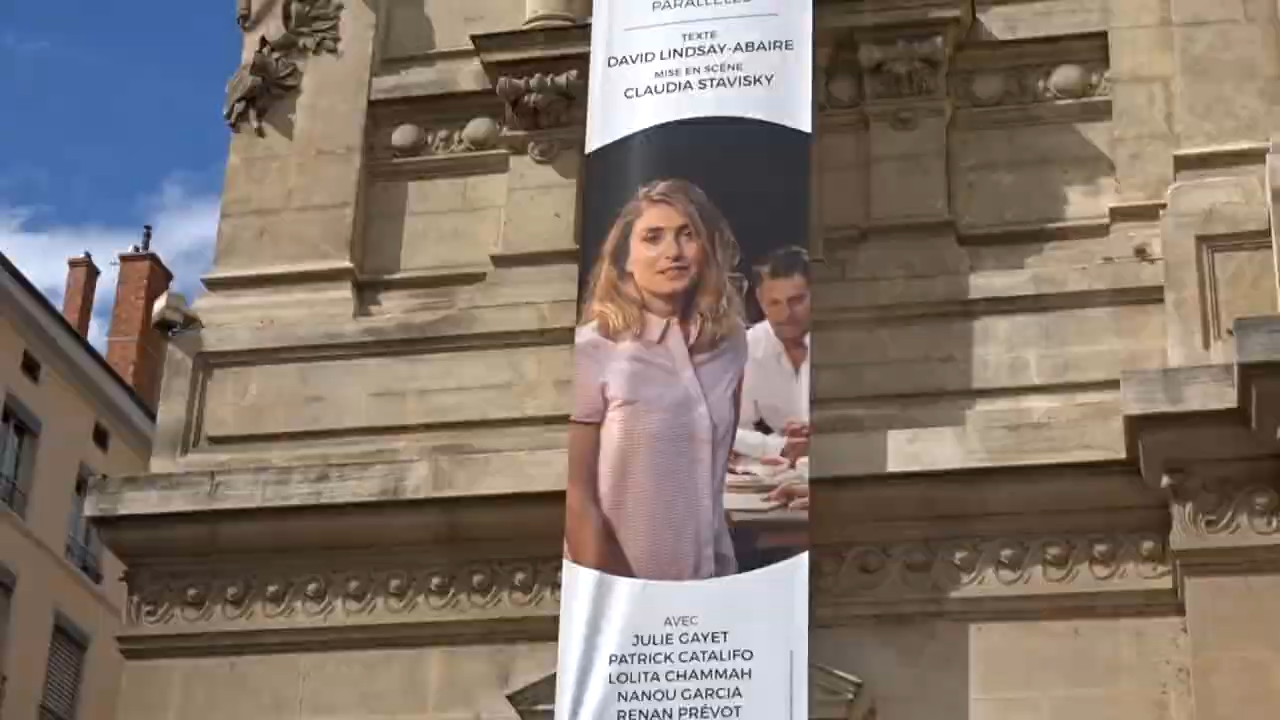 PARALLÈLES
TEXTE
DAVID LINDSAY-ABAIRE
MISE EN SCÈNE
CLAUDIA STAVISKY
AVEC
JULIE GAYET
PATRICK CATALIFO
LOLITA CHAMMAH
NANOU GARCIA
RENAN PRÉVOT